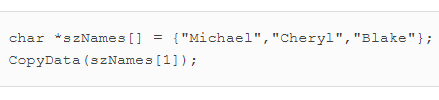 char *szNames[] = {"Michael","Cheryl","Blake"};
CopyData(szNames[1]);